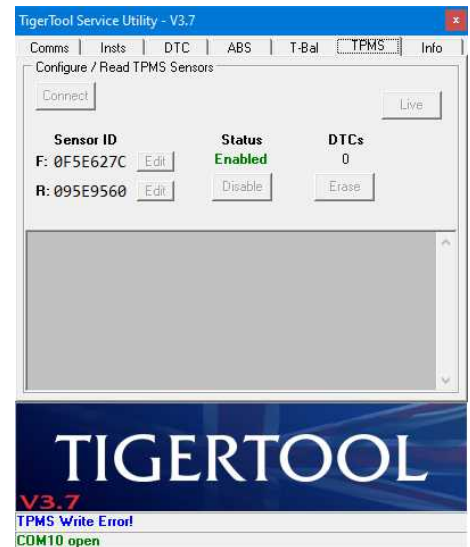 TigerTool Service Utility - V3.7 x
Comms Insts DTC ABS T-Bal TPMS Info
Configure / Read TPMS Sensors
Connect
Live
Sensor ID Status DTCs
F: 0F5E627C Edit Enabled 0
R: 095E9560 Edit Disable Erase
TIGERTOOL
V3.7
TPMS Write Error!
COM10 open